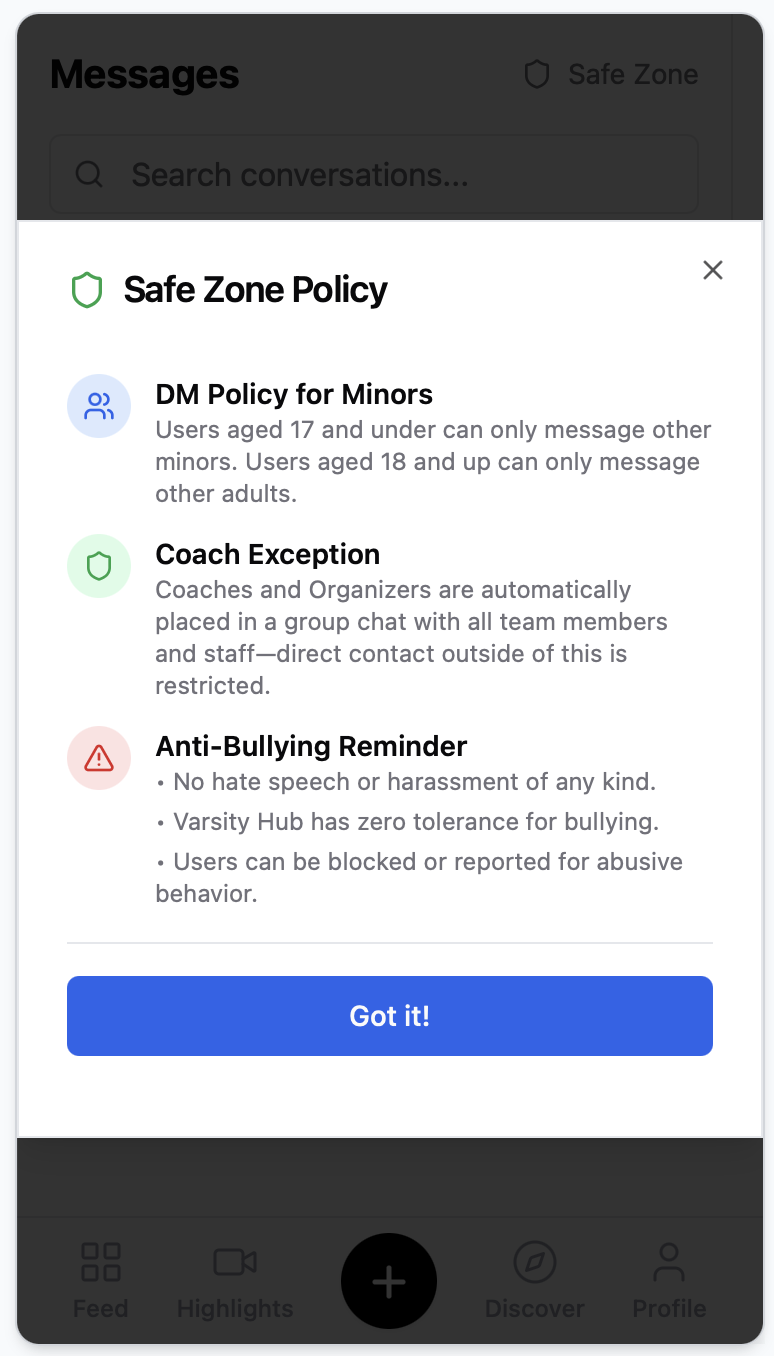 Messages
Safe Zone
Search conversations...
Safe Zone Policy
DM Policy for Minors
Users aged 17 and under can only message other
minors. Users aged 18 and up can only message
other adults.
Coach Exception
Coaches and Organizers are automatically
placed in a group chat with all team members
and staff—direct contact outside of this is
restricted.
Anti-Bullying Reminder
• No hate speech or harassment of any kind.
• Varsity Hub has zero tolerance for bullying.
• Users can be blocked or reported for abusive
behavior.
Got it!
Feed
Highlights
Discover
Profile